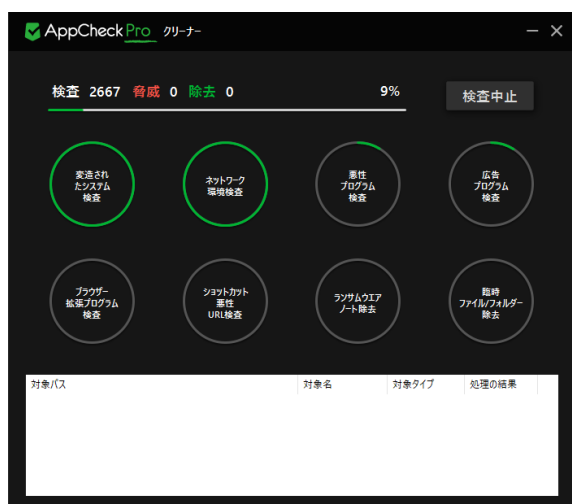 AppCheck Pro クリーナー
検査 2667 脅威 0 除去 0 9% 検査中止
変造され
たシステム
検査
ネットワーク
環境検査
悪性
プログラム
検査
広告
プログラム
検査
ブラウザー
拡張プログラム
検査
ショットカット
悪性
URL検査
ランサムウエア
ノート除去
臨時
ファイル/フォルダー
除去
対象パス 対象名 対象タイプ 処理の結果